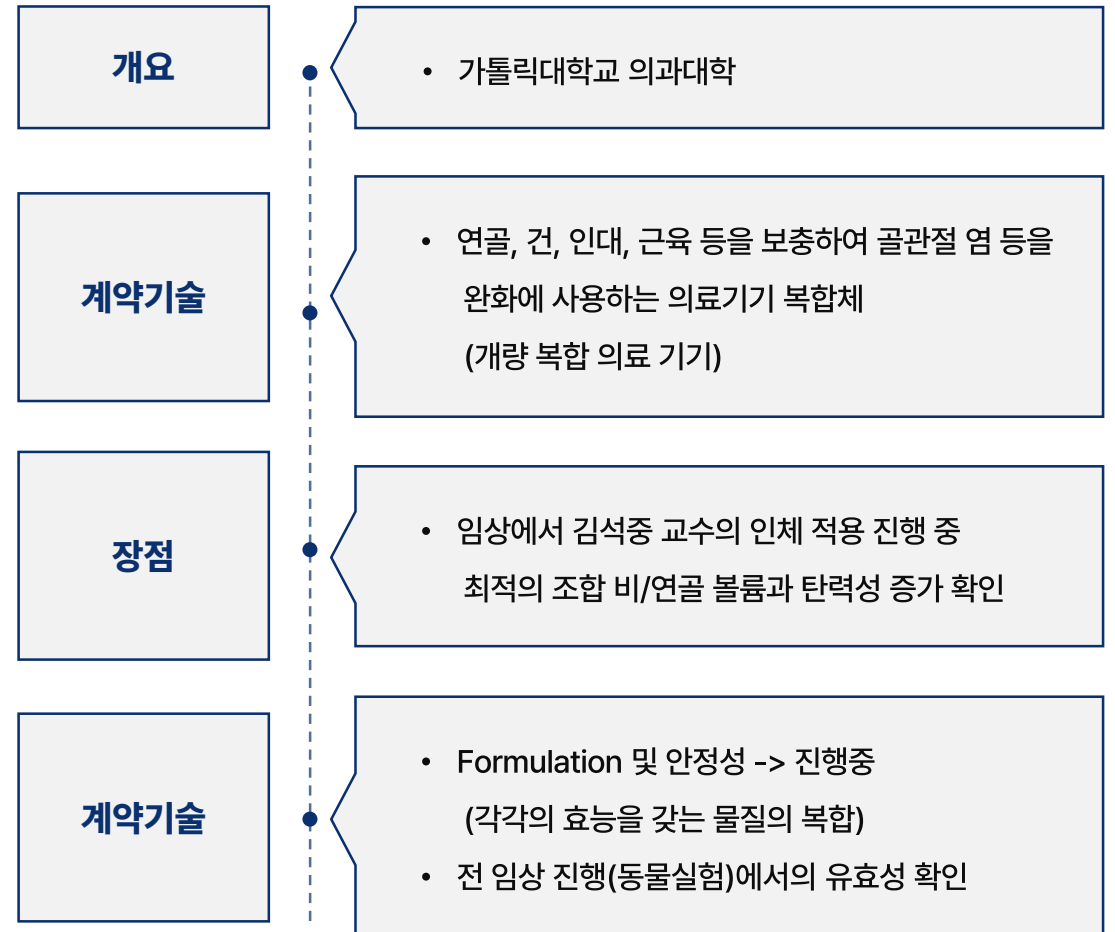 개요
• 가톨릭대학교 의과대학
계약기술
• 연골, 건, 인대, 근육 등을 보충하여 골관절 염 등을
완화에 사용하는 의료기기 복합체
(개량 복합 의료 기기)
장점
• 임상에서 김석중 교수의 인체 적용 진행 중
최적의 조합 비/연골 볼륨과 탄력성 증가 확인
계약기술
• Formulation 및 안정성 -> 진행중
(각각의 효능을 갖는 물질의 복합)
• 전 임상 진행(동물실험)에서의 유효성 확인